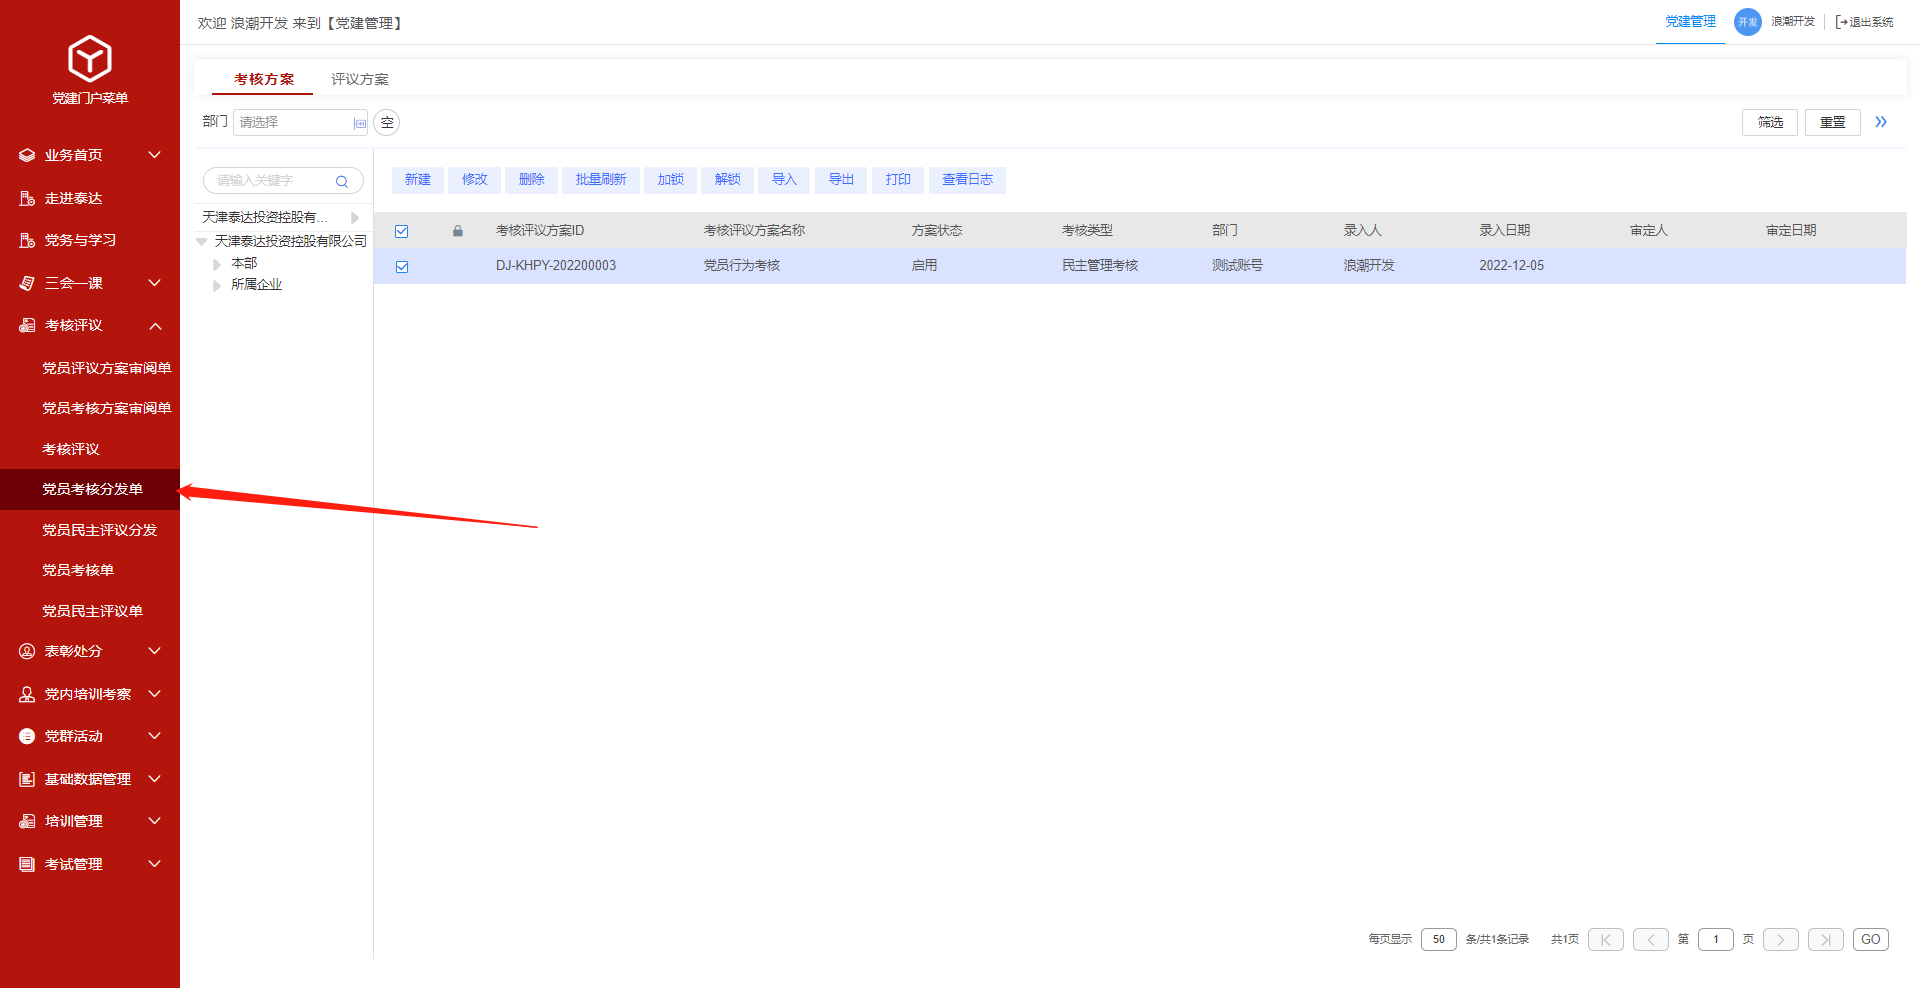 欢迎 浪潮开发 来到【党建管理】
党建管理
开发
浪潮开发
退出系统
党建门户菜单
业务首页
走进泰达
党务与学习
三会一课
考核评议
党员评议方案审阅单
党员考核方案审阅单
考核评议
党员考核分发单
党员民主评议分发
党员考核单
党员民主评议单
表彰处分
党内培训考察
党群活动
基础数据管理
培训管理
考试管理
考核方案 评议方案
部门 请选择 空 筛选 重置
请输入关键字
天津泰达投资控股有...
天津泰达投资控股有限公司
本部
所属企业
新建 修改 删除 批量刷新 加锁 解锁 导入 导出 打印 查看日志
考核评议方案ID 考核评议方案名称 方案状态 考核类型 部门 录入人 录入日期 审定人 审定日期
DJ-KHPY-202200003 党员行为考核 启用 民主管理考核 测试账号 浪潮开发 2022-12-05
每页显示 50 条/共1条记录 共1页 第 1 页 GO